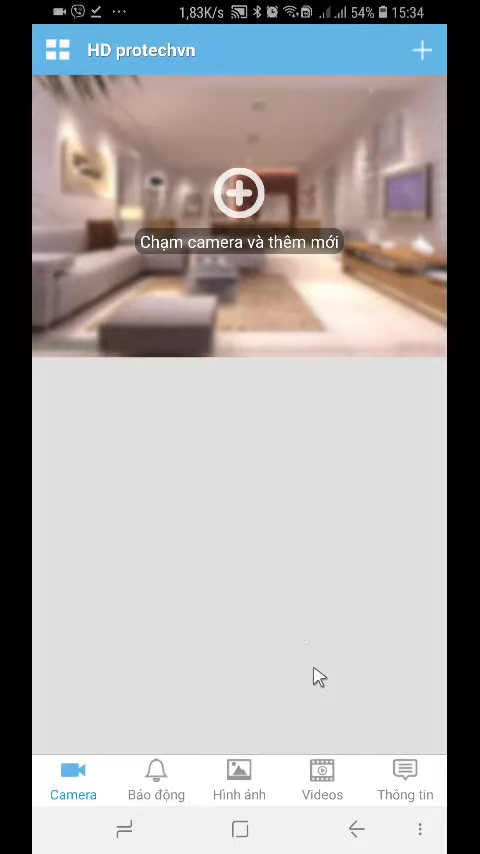 1,83K/s 54% 15:34
HD protechvn
Chạm camera và thêm mới
Camera Báo động Hình ảnh Videos Thông tin